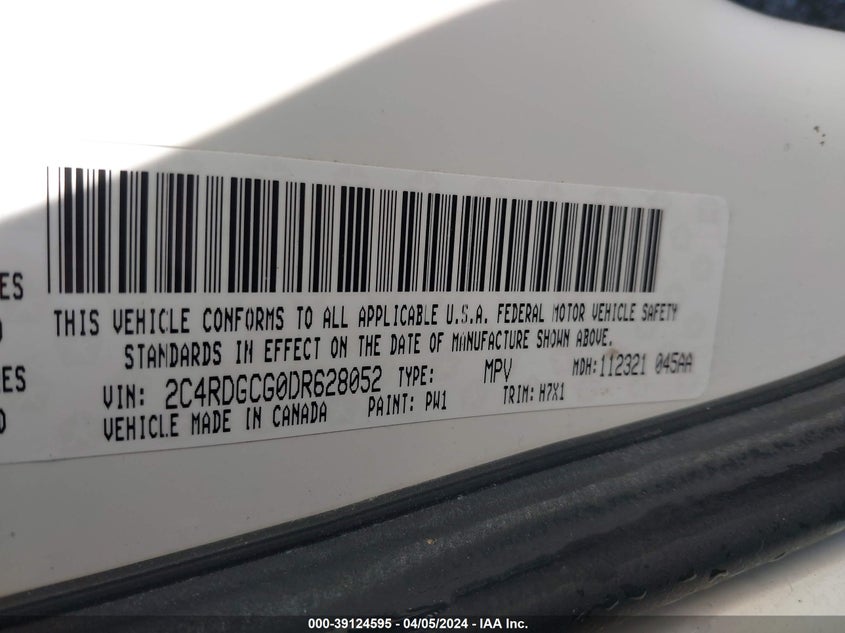 ES
THIS VEHICLE CONFORMS TO ALL APPLICABLE U.S.A. FEDERAL MOTOR VEHICLE SAFETY
STANDARDS IN EFFECT ON THE DATE OF MANUFACTURE SHOWN ABOVE.
ES
VIN: 2C4RDGCG0DR628052 TYPE: MPV MDH: 112321 045AA
VEHICLE MADE IN CANADA PAINT: PW1 TRIM: H7X1
000-39124595 - 04/05/2024 - IAA Inc.